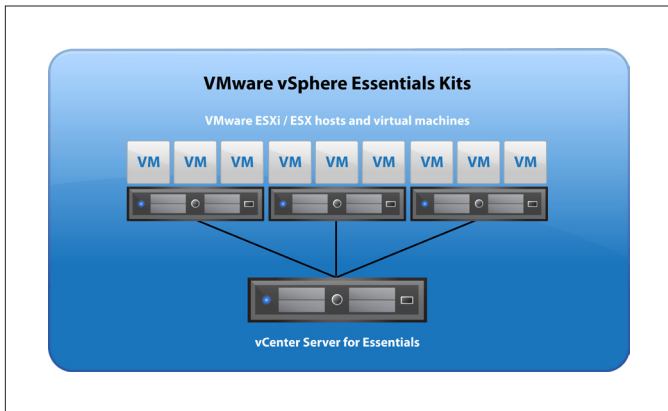 VMware vSphere Essentials Kits
VMware ESXi / ESX hosts and virtual machines
VM VM VM VM VM VM VM VM VM
vCenter Server for Essentials